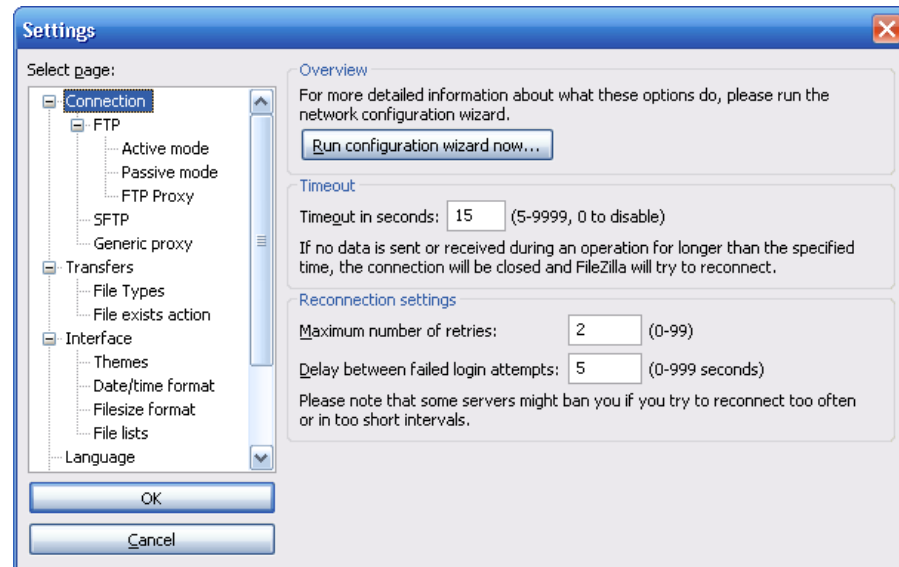 Settings
Select page:
Connection
FTP
Active mode
Passive mode
FTP Proxy
SFTP
Generic proxy
Transfers
File Types
File exists action
Interface
Themes
Date/time format
Filesize format
File lists
Language
OK
Cancel
Overview
For more detailed information about what these options do, please run the
network configuration wizard.
Run configuration wizard now...
Timeout
Timeout in seconds: 15 (5-9999, 0 to disable)
If no data is sent or received during an operation for longer than the specified
time, the connection will be closed and FileZilla will try to reconnect.
Reconnection settings
Maximum number of retries: 2 (0-99)
Delay between failed login attempts: 5 (0-999 seconds)
Please note that some servers might ban you if you try to reconnect too often
or in too short intervals.